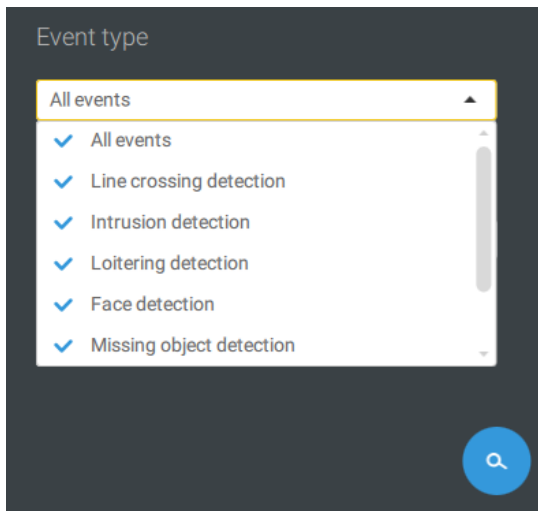 Event type
All events
All events
Line crossing detection
Intrusion detection
Loitering detection
Face detection
Missing object detection